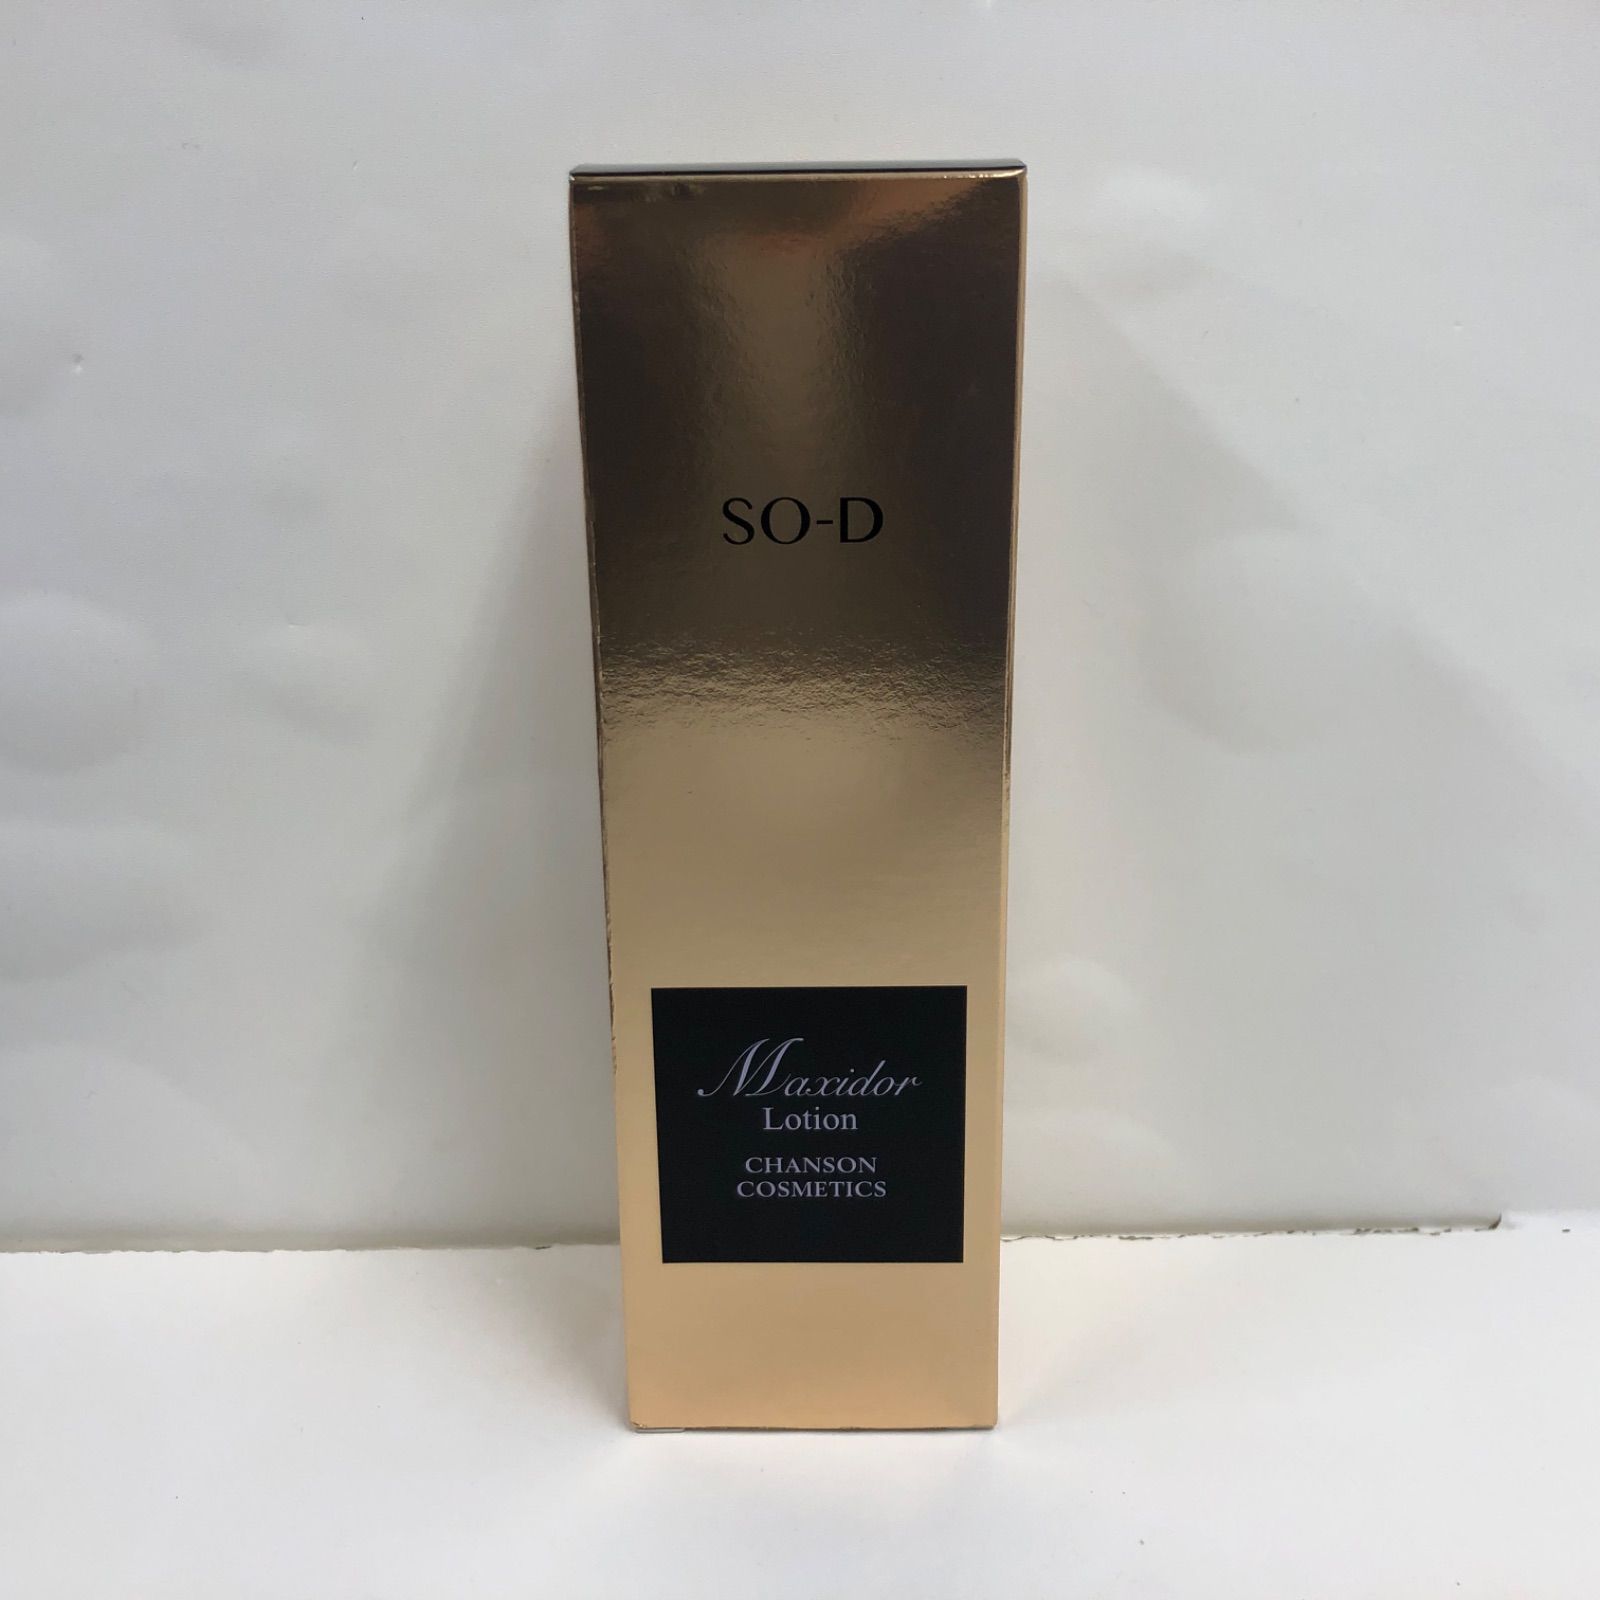 SO-D
Maxidor
Lotion
CHANSON
COSMETICS